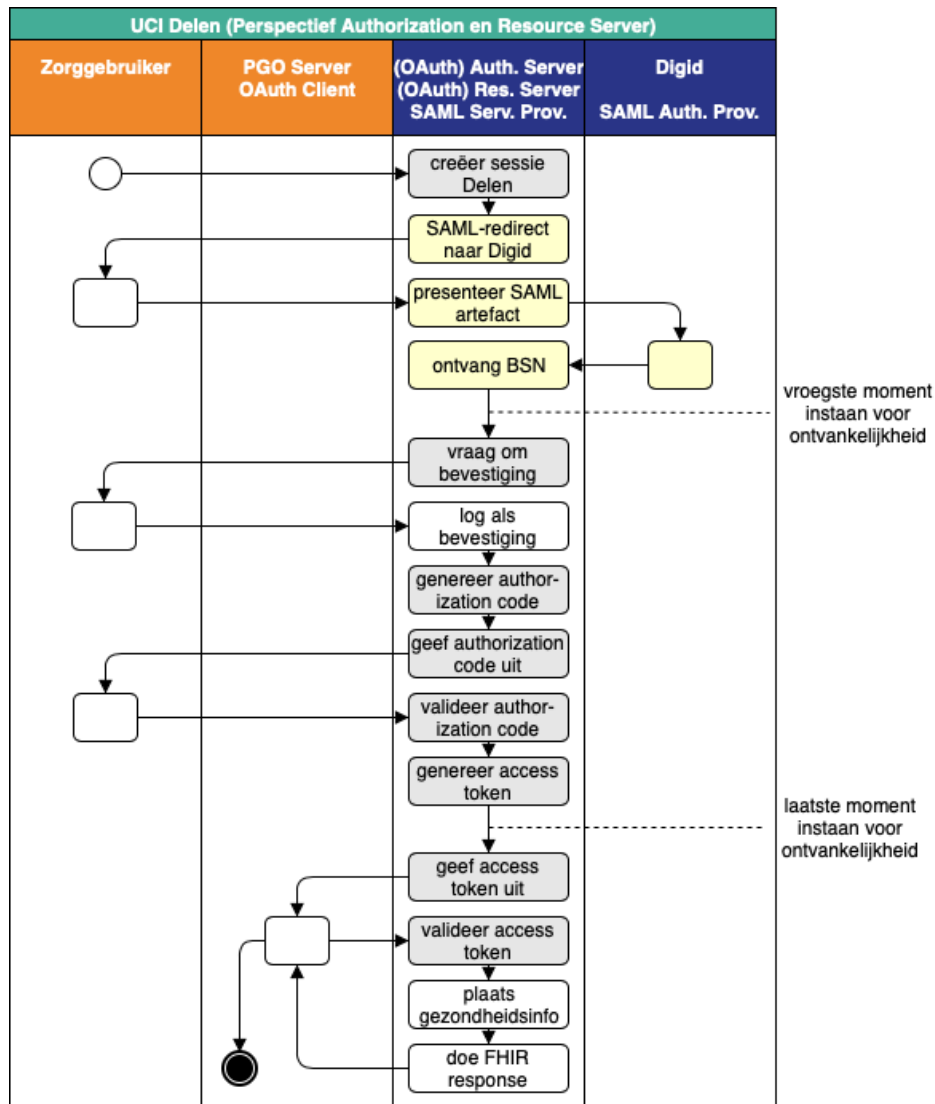 UCI Delen (Perspectief Authorization en Resource Server)
Zorggebruiker
PGO Server
OAuth Client
(OAuth) Auth. Server
(OAuth) Res. Server
SAML Serv. Prov.
Digid
SAML Auth. Prov.
creëer sessie
Delen
SAML-redirect
naar Digid
presenteer SAML
artefact
ontvang BSN
vroegste moment
instaan voor
ontvankelijkheid
vraag om
bevestiging
log als
bevestiging
genereer author-
ization code
geef authorization
code uit
valideer author-
ization code
genereer access
token
laatste moment
instaan voor
ontvankelijkheid
geef access
token uit
valideer access
token
plaats
gezondheidsinfo
doe FHIR
response